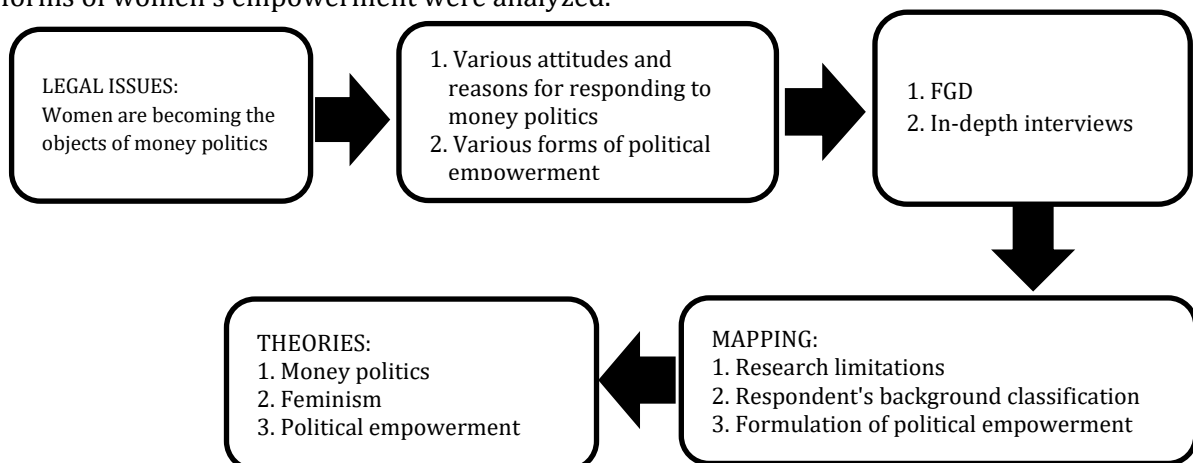 forms of women's empowerment were analyzed.
LEGAL ISSUES:
Women are becoming the
objects of money politics
1. Various attitudes and
reasons for responding to
money politics
2. Various forms of political
empowerment
1. FGD
2. In-depth interviews
MAPPING:
1. Research limitations
2. Respondent's background classification
3. Formulation of political empowerment
THEORIES:
1. Money politics
2. Feminism
3. Political empowerment